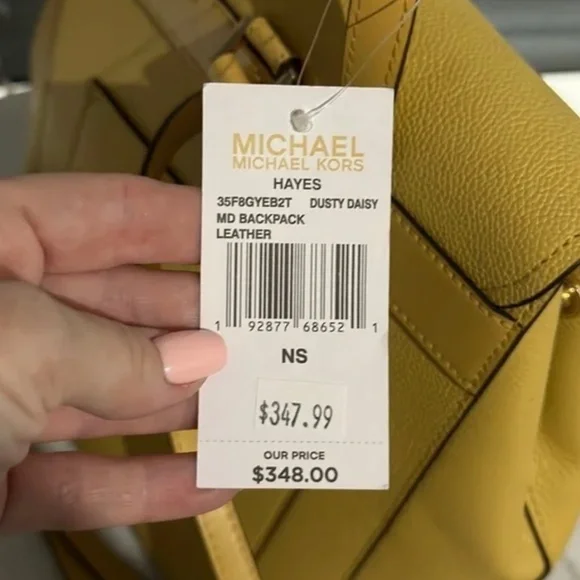 MICHAEL
MICHAEL KORS
HAYES
35F8GYEB2T DUSTY DAISY
MD BACKPACK
LEATHER
1 92877 68652 1
NS
$347.99
OUR PRICE
$348.00